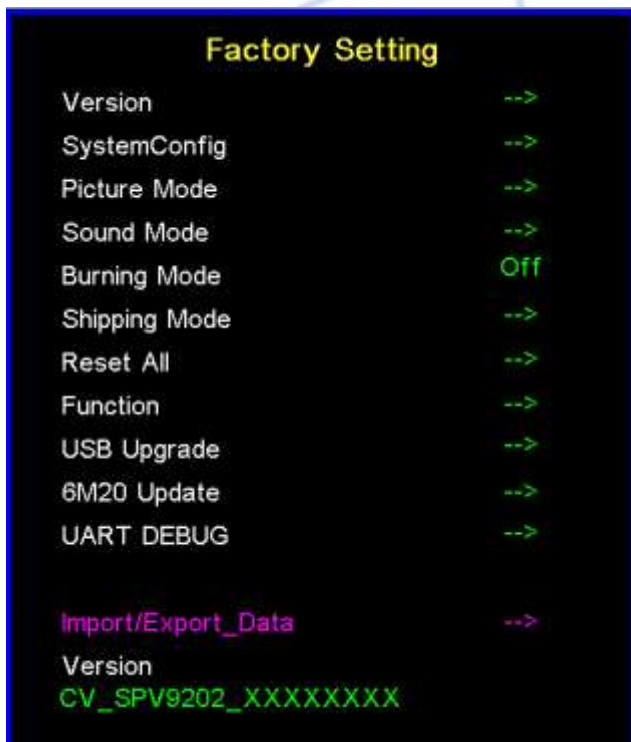 Factory Setting
Version -->
SystemConfig -->
Picture Mode -->
Sound Mode -->
Burning Mode Off
Shipping Mode -->
Reset All -->
Function -->
USB Upgrade -->
6M20 Update -->
UART DEBUG -->
Import/Export_Data -->
Version
CV_SPV9202_XXXXXXXX